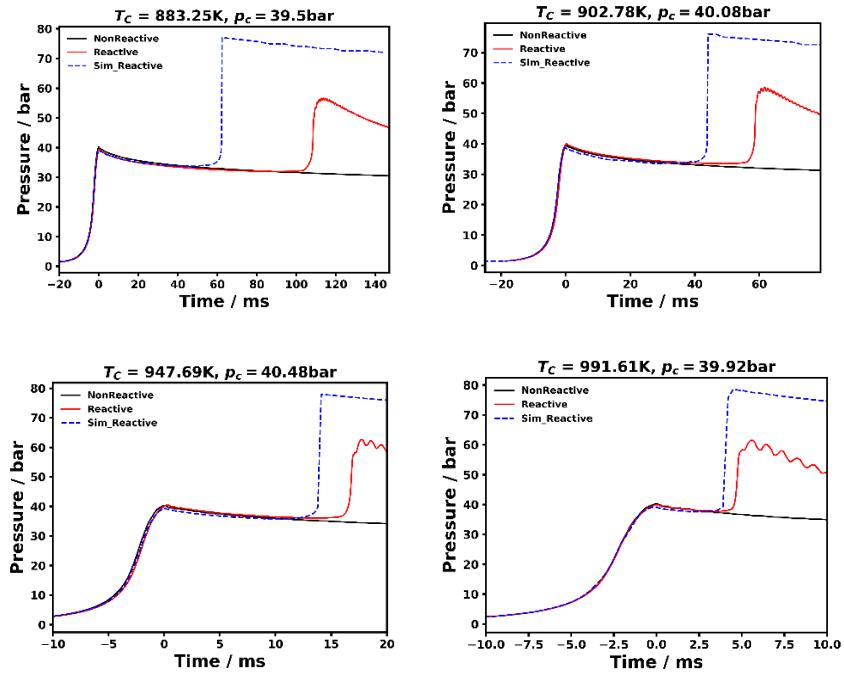 T_C = 883.25K, p_c = 39.5bar
NonReactive
Reactive
Sim_Reactive
Pressure / bar
80
70
60
50
40
30
20
10
0
−20 0 20 40 60 80 100 120 140
Time / ms
T_C = 902.78K, p_c = 40.08bar
NonReactive
Reactive
Sim_Reactive
Pressure / bar
70
60
50
40
30
20
10
0
−20 0 20 40 60
Time / ms
T_C = 947.69K, p_c = 40.48bar
NonReactive
Reactive
Sim_Reactive
Pressure / bar
80
70
60
50
40
30
20
10
0
−10 −5 0 5 10 15 20
Time / ms
T_C = 991.61K, p_c = 39.92bar
NonReactive
Reactive
Sim_Reactive
Pressure / bar
80
70
60
50
40
30
20
10
0
−10.0 −7.5 −5.0 −2.5 0.0 2.5 5.0 7.5 10.0
Time / ms